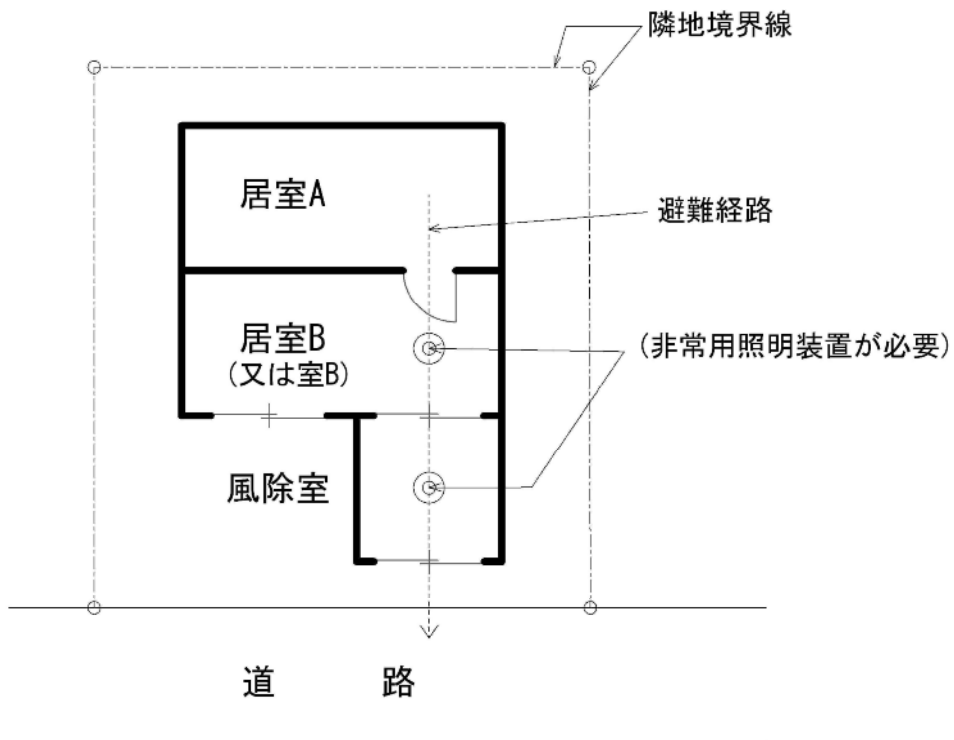 隣地境界線
居室A
避難経路
居室B
(又は室B)
(非常用照明装置が必要)
風除室
道 路